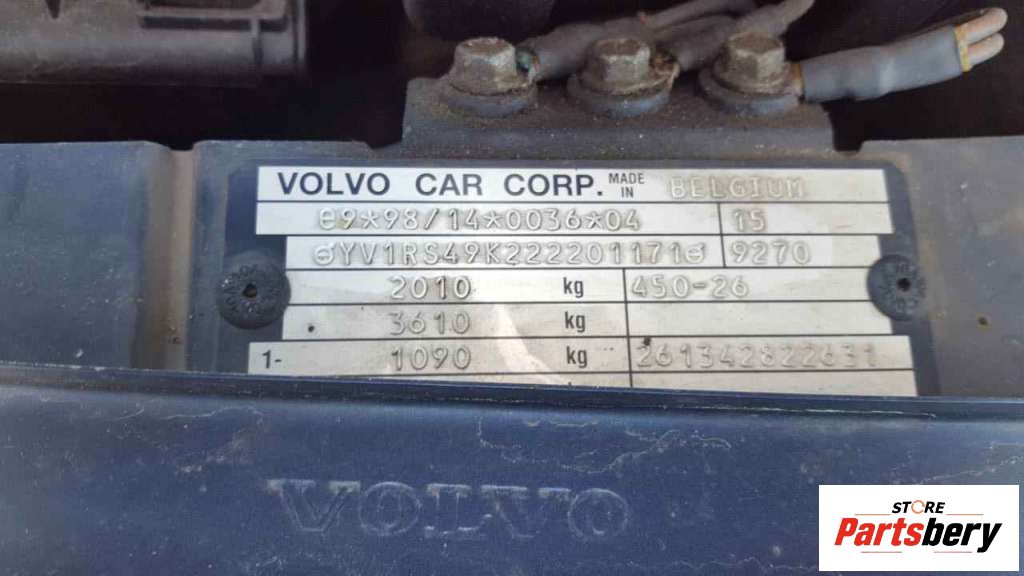 VOLVO CAR CORP. MADE IN BELGIUM
e9*98/14*0036*04 15
YV1RS49K222201171 9270
2010 kg 450-26
3610 kg
1- 1090 kg 261342822631
VOLVO
STORE
Partsbery